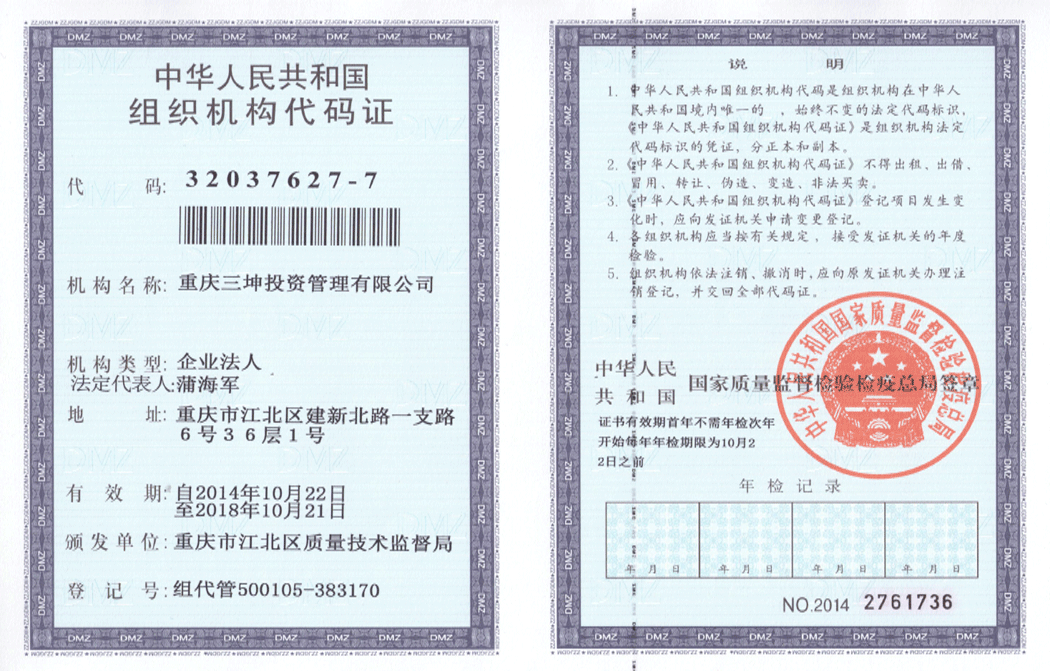 中华人民共和国
组织机构代码证
代 码: 32037627-7
机构名称: 重庆三坤投资管理有限公司
机构类型: 企业法人
法定代表人: 蒲海军
地 址: 重庆市江北区建新北路一支路
6号36层1号
有 效 期: 自2014年10月22日
至2018年10月21日
颁发单位: 重庆市江北区质量技术监督局
登 记 号: 组代管500105-383170
说 明
1. 中华人民共和国组织机构代码是组织机构在中华人
民共和国境内唯一的 、始终不变的法定代码标识,
《中华人民共和国组织机构代码证》是组织机构法定
代码标识的凭证,分正本和副本。
2.《中华人民共和国组织机构代码证》不得出租、出借、
冒用、转让、伪造、变造、非法买卖。
3.《中华人民共和国组织机构代码证》登记项目发生变
化时,应向发证机关申请变更登记。
4. 各组织机构应当按有关规定,接受发证机关的年度
检验。
5. 组织机构依法注销、撤消时,应向原发证机关办理注
销登记,并交回全部代码证。
中华人民
共和国 国家质量监督检验检疫总局签章
中华人民共和国国家质量监督检验检疫总局
证书有效期首年不需年检次年
开始每年年检期限为10月2
2日之前
年检记录
年 月 日 年 月 日 年 月 日 年 月 日
NO.2014 2761736